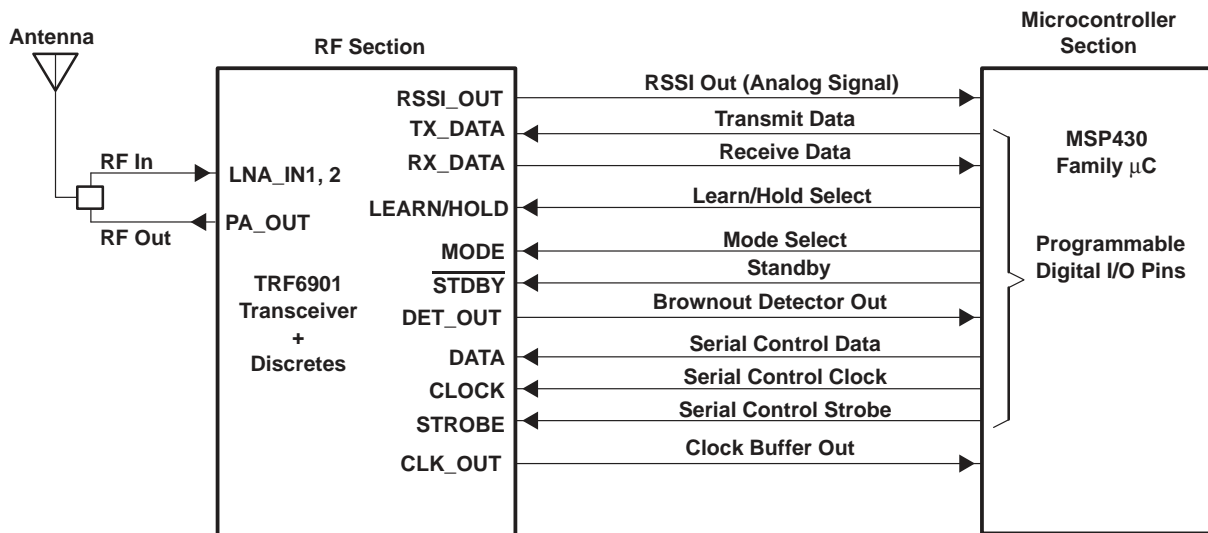 Antenna
RF Section
Microcontroller
Section
RSSI_OUT
RSSI Out (Analog Signal)
TX_DATA
Transmit Data
RX_DATA
Receive Data
MSP430
Family μC
RF In
LNA_IN1, 2
LEARN/HOLD
Learn/Hold Select
RF Out
PA_OUT
MODE
Mode Select
Programmable
Digital I/O Pins
STDBY
Standby
TRF6901
Transceiver
+
Discretes
DET_OUT
Brownout Detector Out
DATA
Serial Control Data
CLOCK
Serial Control Clock
STROBE
Serial Control Strobe
CLK_OUT
Clock Buffer Out